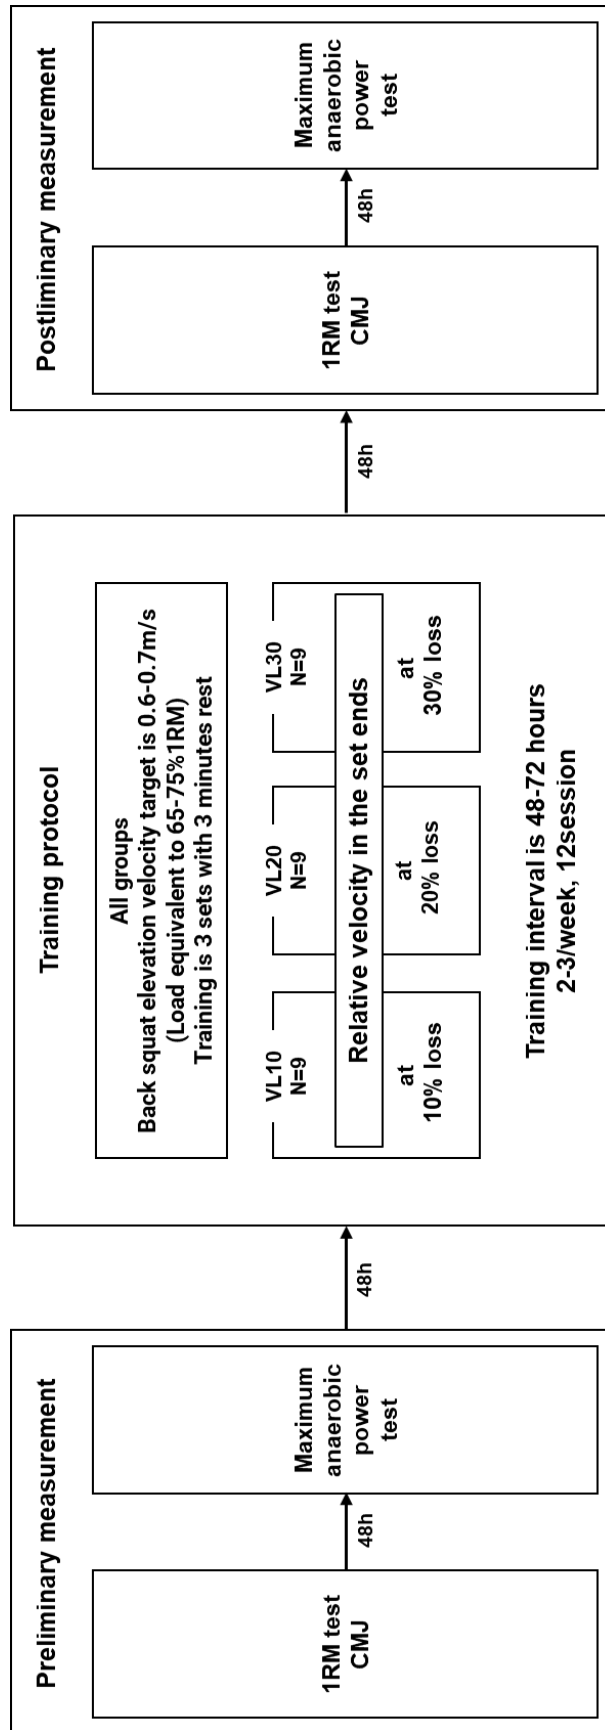 Preliminary measurement
1RM test
CMJ
48h
Maximum
anaerobic
power
test
48h
Training protocol
All groups
Back squat elevation velocity target is 0.6-0.7m/s
(Load equivalent to 65-75%1RM)
Training is 3 sets with 3 minutes rest
VL10
N=9
VL20
N=9
VL30
N=9
Relative velocity in the set ends
at
10% loss
at
20% loss
at
30% loss
Training interval is 48-72 hours
2-3/week, 12session
48h
Postliminary measurement
1RM test
CMJ
48h
Maximum
anaerobic
power
test